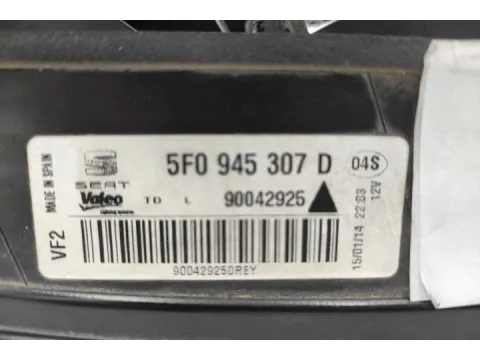 MADE IN SPAIN
VF2
SEAT
Valeo
TD L
5F0 945 307 D
04S
90042925
900429250REY
15/01/14 22:03
12V